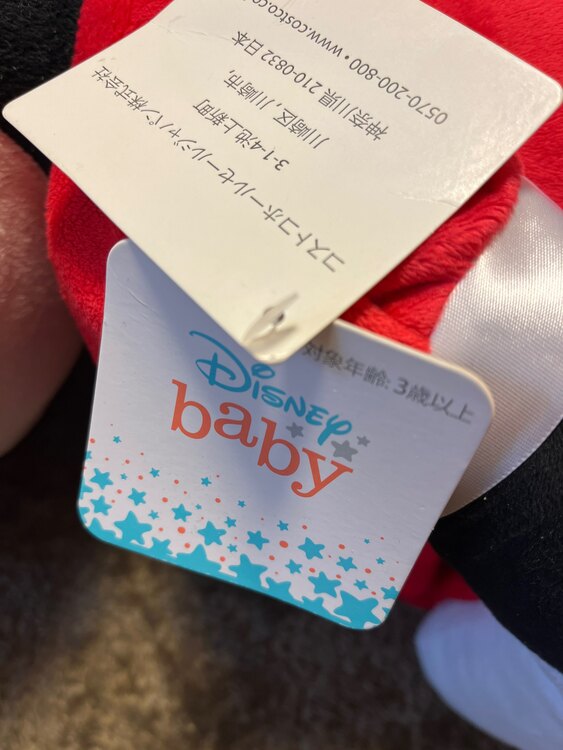 コストコホールセールジャパン株式会社
3-1-4池上新町
川崎区, 川崎市,
神奈川県 210-0832 日本
0570-200-800 • www.costco.co
対象年齢: 3歳以上
Disney
baby